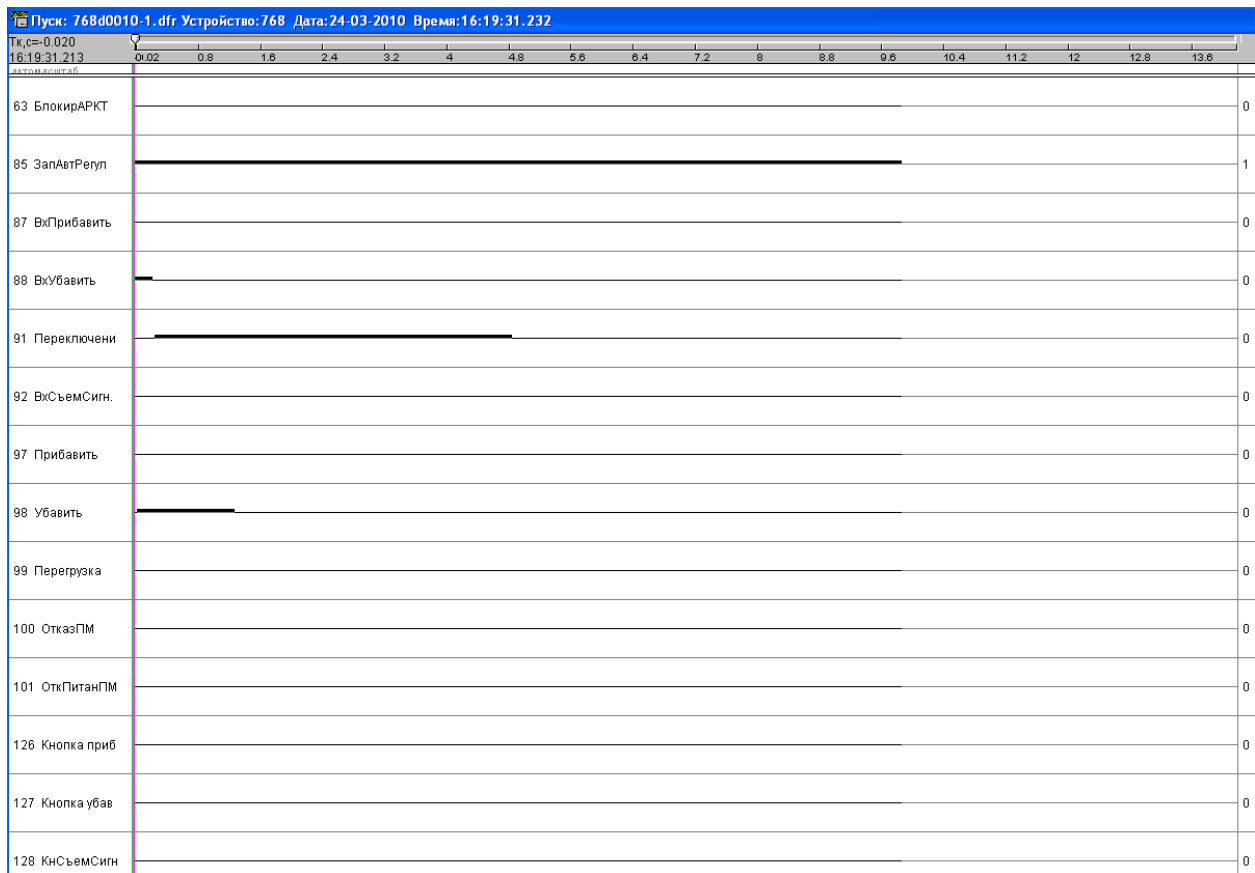 Пуск: 768d0010-1.dfr Устройство:768 Дата:24-03-2010 Время:16:19:31.232
Тк,с=-0.020
16:19:31.213 0.02 0.8 1.6 2.4 3.2 4 4.8 5.6 6.4 7.2 8 8.8 9.6 10.4 11.2 12 12.8 13.6
автомасштаб
63 БлокирАРКТ 0
85 ЗапАвтРегул 1
87 ВхПрибавить 0
88 ВхУбавить 0
91 Переключени 0
92 ВхСъемСигн. 0
97 Прибавить 0
98 Убавить 0
99 Перегрузка 0
100 ОтказПМ 0
101 ОткПитанПМ 0
126 Кнопка приб 0
127 Кнопка убав 0
128 КнСъемСигн 0